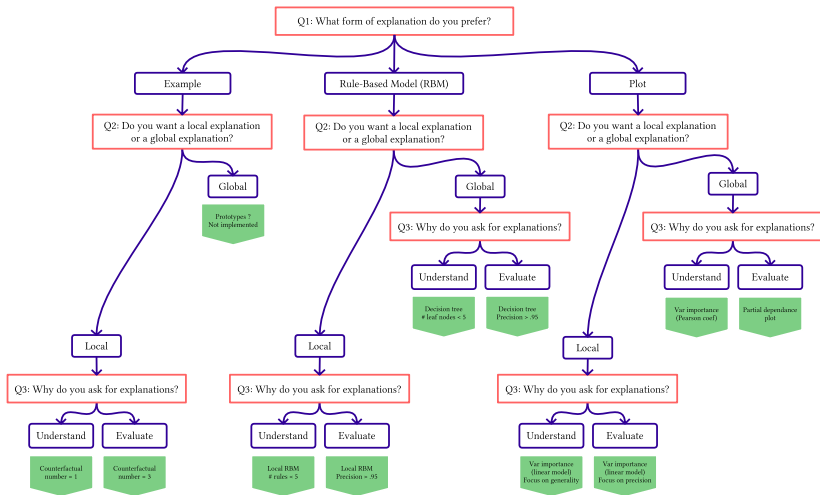 Q1: What form of explanation do you prefer?
Example
Rule-Based Model (RBM)
Plot
Q2: Do you want a local explanation
or a global explanation?
Q2: Do you want a local explanation
or a global explanation?
Q2: Do you want a local explanation
or a global explanation?
Global
Global
Global
Prototypes ?
Not implemented
Q3: Why do you ask for explanations?
Q3: Why do you ask for explanations?
Understand
Evaluate
Understand
Evaluate
Decision tree
# leaf nodes < 5
Decision tree
Precision > .95
Var importance
(Pearson coef)
Partial dependance
plot
Local
Local
Local
Q3: Why do you ask for explanations?
Q3: Why do you ask for explanations?
Q3: Why do you ask for explanations?
Understand
Evaluate
Understand
Evaluate
Understand
Evaluate
Counterfactual
number = 1
Counterfactual
number = 5
Local RBM
# rules = 5
Local RBM
Precision > .95
Var importance
(linear model)
Focus on generality
Var importance
(linear model)
Focus on precision